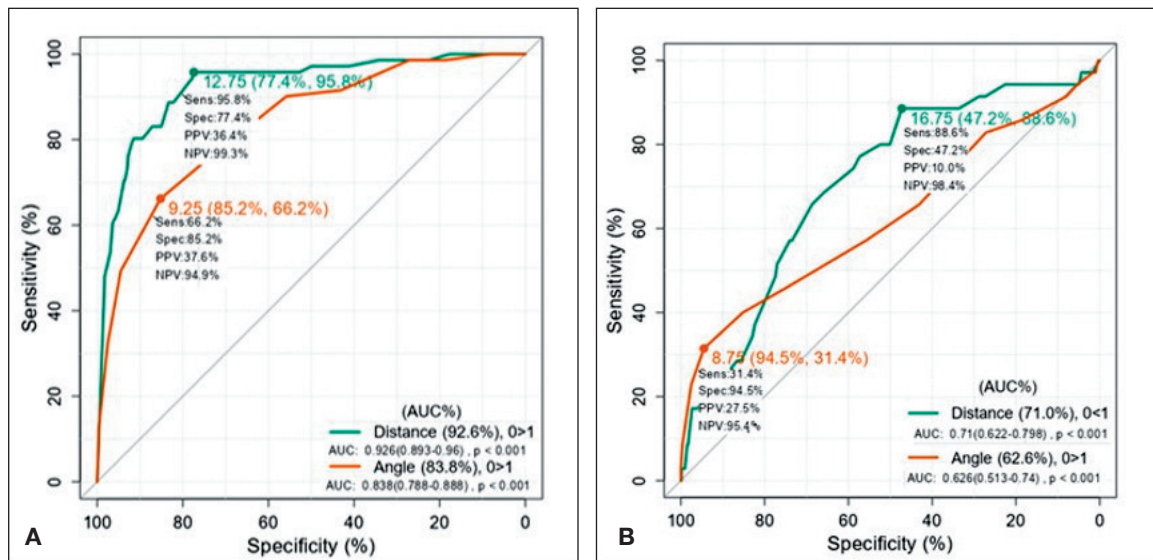 100
80
60
40
20
0
Sensitivity (%)
12.75 (77.4%, 95.8%)
Sens:95.8%
Spec:77.4%
PPV:36.4%
NPV:99.3%
9.25 (85.2%, 66.2%)
Sens:66.2%
Spec:85.2%
PPV:37.6%
NPV:94.9%
(AUC%)
Distance (92.6%), 0>1
AUC: 0.926(0.893-0.96) , p < 0.001
Angle (83.8%), 0>1
AUC: 0.838(0.788-0.888) , p < 0.001
100 80 60 40 20 0
Specificity (%)
A
100
80
60
40
20
0
Sensitivity (%)
16.75 (47.2%, 88.6%)
Sens:88.6%
Spec:47.2%
PPV:10.0%
NPV:98.4%
8.75 (94.5%, 31.4%)
Sens:31.4%
Spec:94.5%
PPV:27.5%
NPV:95.4%
(AUC%)
Distance (71.0%), 0<1
AUC: 0.71(0.622-0.798) , p < 0.001
Angle (62.6%), 0>1
AUC: 0.626(0.513-0.74) , p < 0.001
100 80 60 40 20 0
Specificity (%)
B